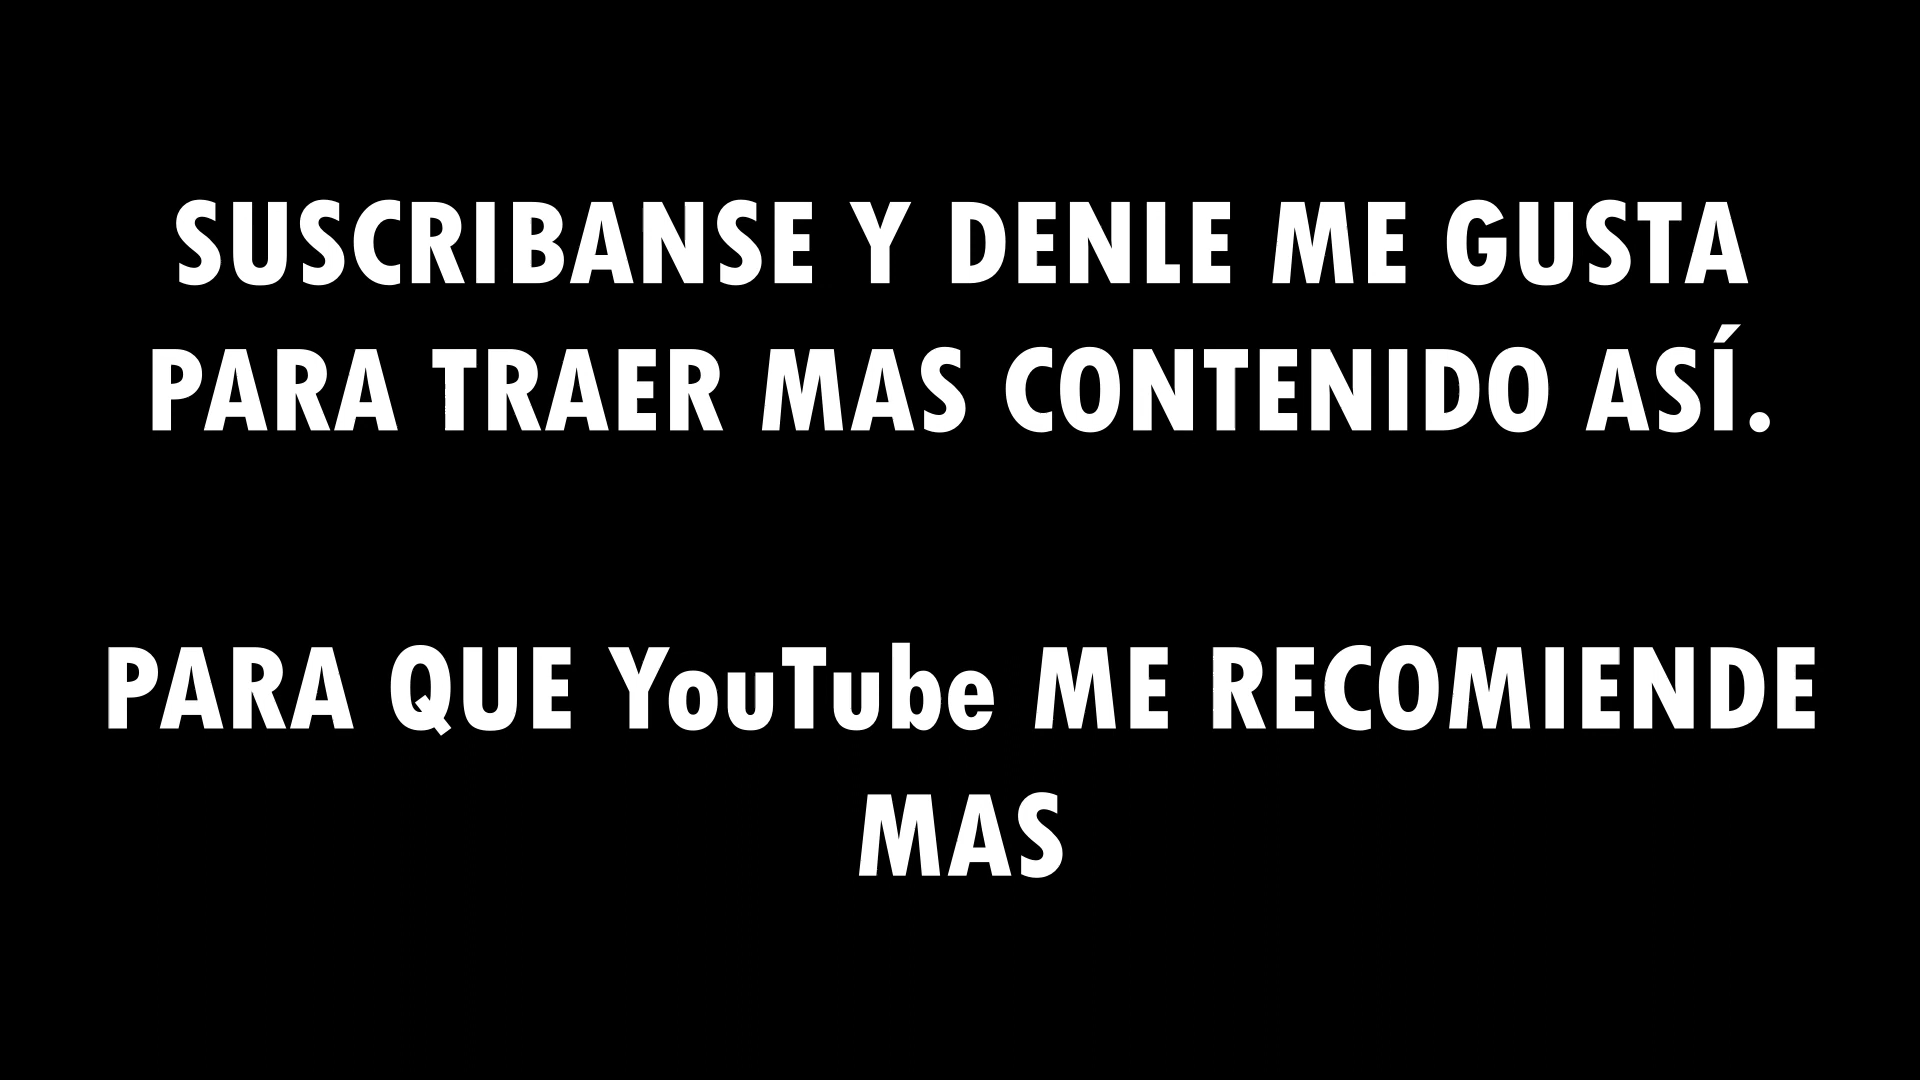 SUSCRIBANSE Y DENLE ME GUSTA
PARA TRAER MAS CONTENIDO ASÍ.
PARA QUE YouTube ME RECOMIENDE
MAS